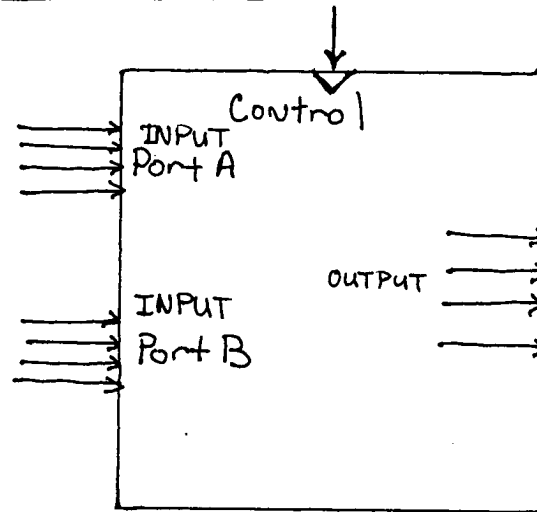 Control
INPUT
Port A
OUTPUT
INPUT
Port B